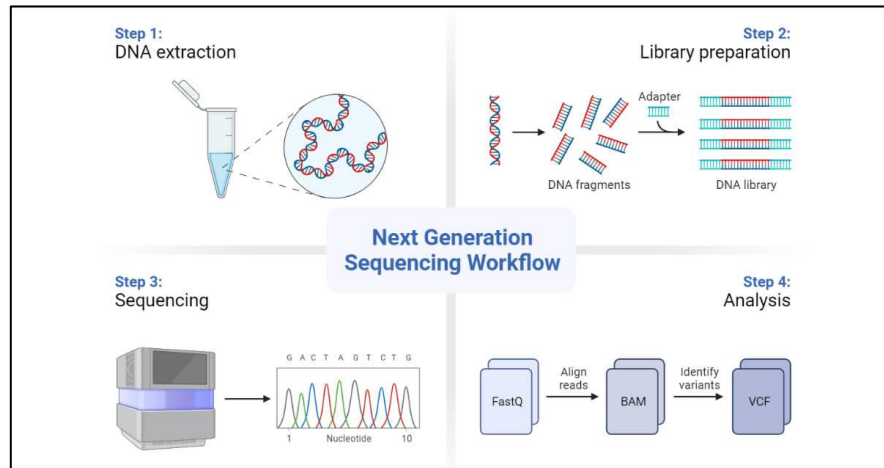 Step 1:
DNA extraction
Step 2:
Library preparation
Adapter
DNA fragments
DNA library
Next Generation
Sequencing Workflow
Step 3:
Sequencing
G A C T A G T C T G
1 Nucleotide 10
Step 4:
Analysis
FastQ
Align
reads
BAM
Identify
variants
VCF